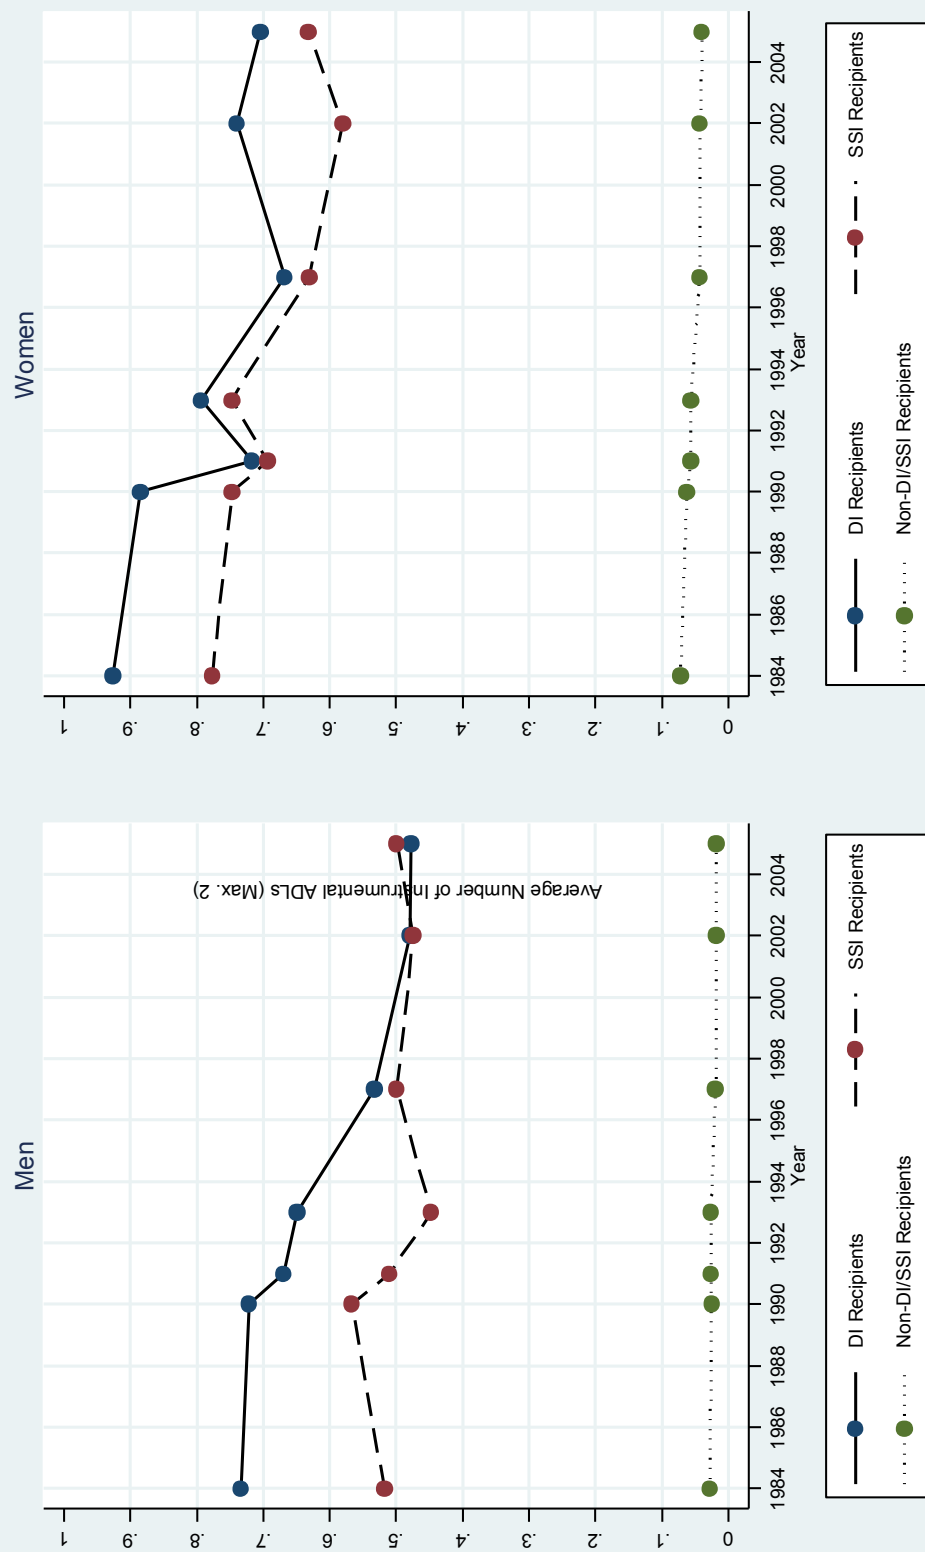 Men
Average Number of Instrumental ADLs (Max. 2)
1
.9
.8
.7
.6
.5
.4
.3
.2
.1
0
1984 1986 1988 1990 1992 1994 1996 1998 2000 2002 2004
Year
DI Recipients SSI Recipients
Non-DI/SSI Recipients
Women
1
.9
.8
.7
.6
.5
.4
.3
.2
.1
0
1984 1986 1988 1990 1992 1994 1996 1998 2000 2002 2004
Year
DI Recipients SSI Recipients
Non-DI/SSI Recipients